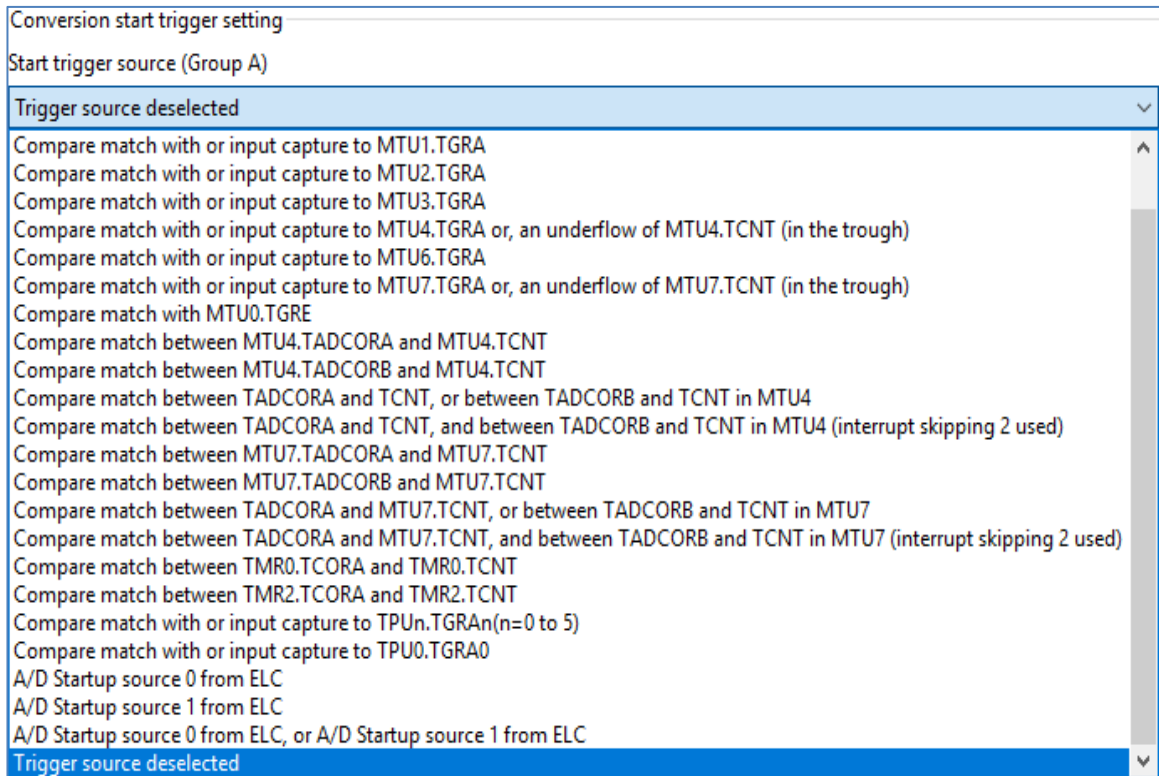 Conversion start trigger setting
Start trigger source (Group A)
Trigger source deselected
Compare match with or input capture to MTU1.TGRA
Compare match with or input capture to MTU2.TGRA
Compare match with or input capture to MTU3.TGRA
Compare match with or input capture to MTU4.TGRA or, an underflow of MTU4.TCNT (in the trough)
Compare match with or input capture to MTU6.TGRA
Compare match with or input capture to MTU7.TGRA or, an underflow of MTU7.TCNT (in the trough)
Compare match with MTU0.TGRE
Compare match between MTU4.TADCORA and MTU4.TCNT
Compare match between MTU4.TADCORB and MTU4.TCNT
Compare match between TADCORA and TCNT, or between TADCORB and TCNT in MTU4
Compare match between TADCORA and TCNT, and between TADCORB and TCNT in MTU4 (interrupt skipping 2 used)
Compare match between MTU7.TADCORA and MTU7.TCNT
Compare match between MTU7.TADCORB and MTU7.TCNT
Compare match between TADCORA and MTU7.TCNT, or between TADCORB and TCNT in MTU7
Compare match between TADCORA and MTU7.TCNT, and between TADCORB and TCNT in MTU7 (interrupt skipping 2 used)
Compare match between TMR0.TCORA and TMR0.TCNT
Compare match between TMR2.TCORA and TMR2.TCNT
Compare match with or input capture to TPUn.TGRAn(n=0 to 5)
Compare match with or input capture to TPU0.TGRA0
A/D Startup source 0 from ELC
A/D Startup source 1 from ELC
A/D Startup source 0 from ELC, or A/D Startup source 1 from ELC
Trigger source deselected